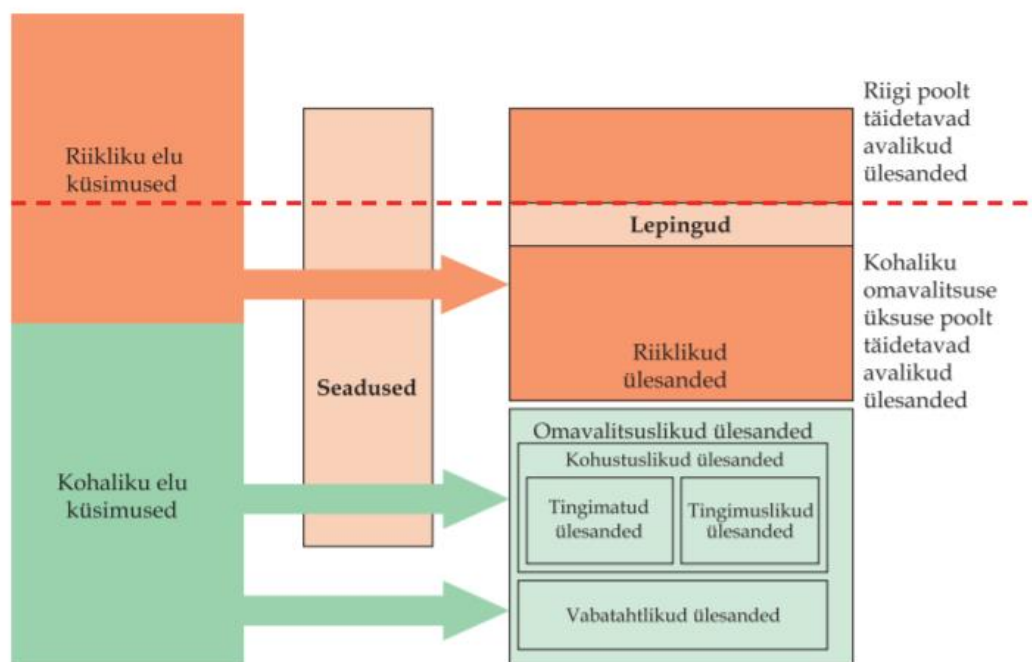 Riikliku elu
küsimused
Kohaliku elu
küsimused
Seadused
Lepingud
Riiklikud
ülesanded
Omavalitsuslikud ülesanded
Kohustuslikud ülesanded
Tingimatud
ülesanded
Tingimuslikud
ülesanded
Vabatahtlikud ülesanded
Riigi poolt
täidetavad
avalikud
ülesanded
Kohaliku
omavalitsuse
üksuse poolt
täidetavad
avalikud
ülesanded